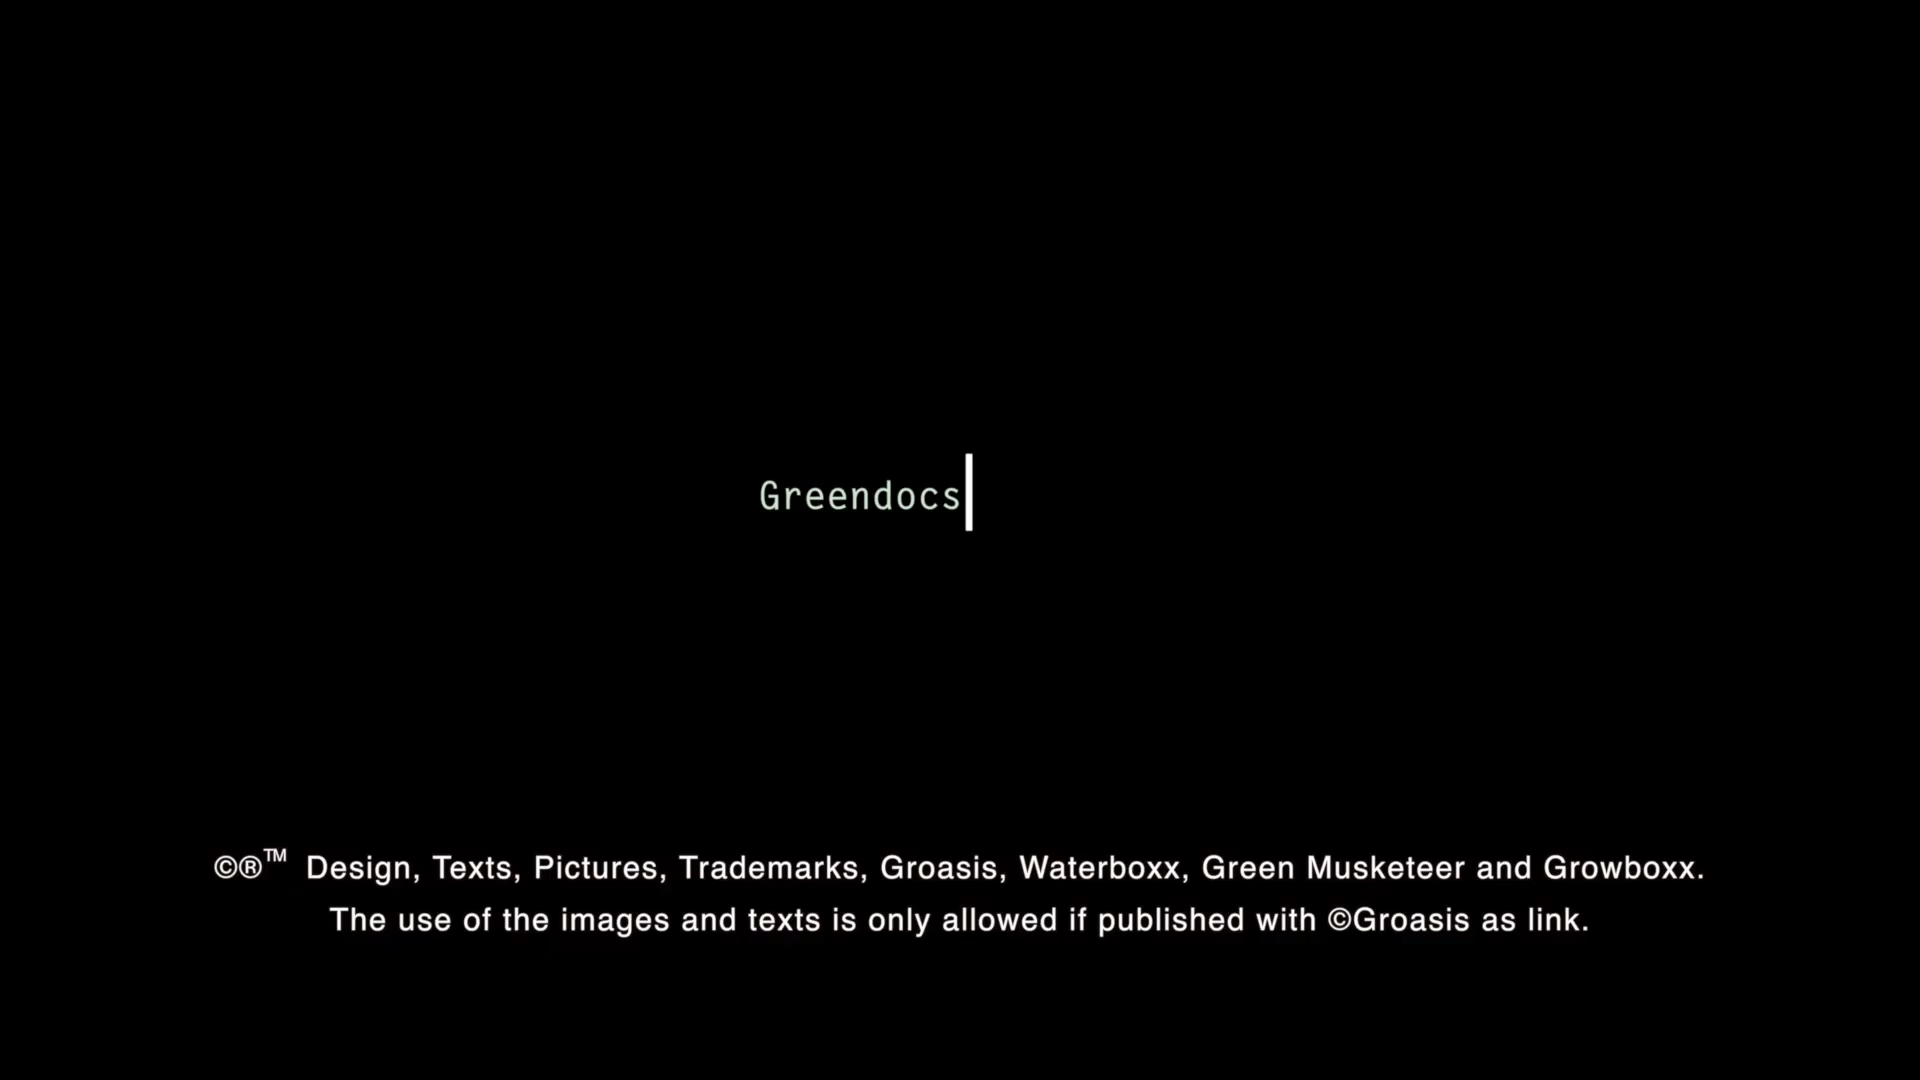 Greendocs
©®™ Design, Texts, Pictures, Trademarks, Groasis, Waterboxx, Green Musketeer and Growboxx.
The use of the images and texts is only allowed if published with ©Groasis as link.